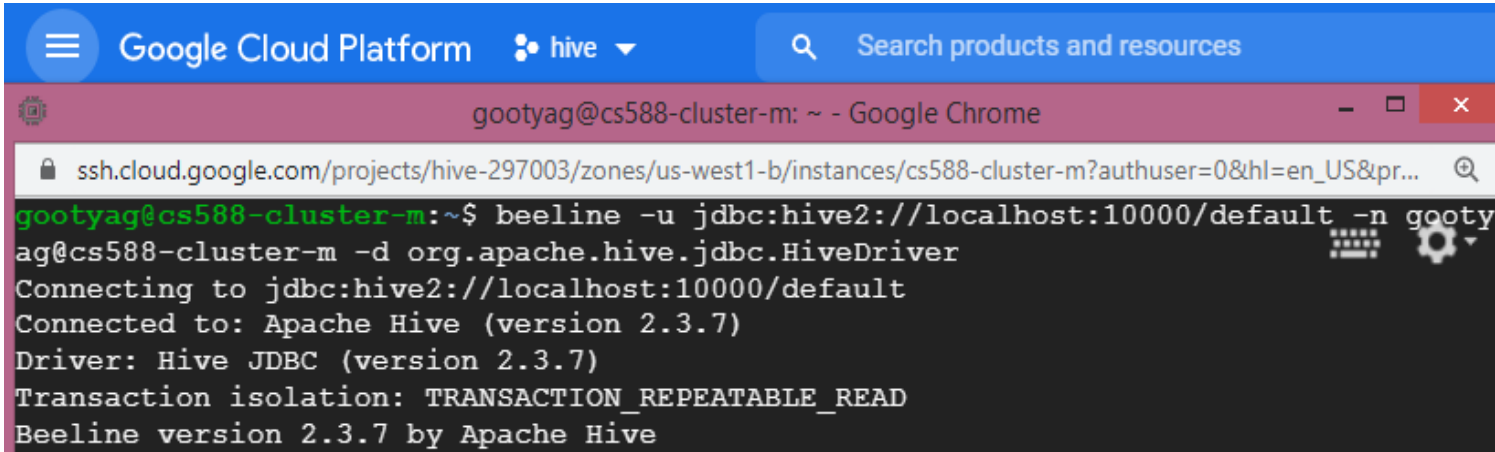 Google Cloud Platform hive Search products and resources
gootyag@cs588-cluster-m: ~ - Google Chrome
ssh.cloud.google.com/projects/hive-297003/zones/us-west1-b/instances/cs588-cluster-m?authuser=0&hl=en_US&pr...
gootyag@cs588-cluster-m:~$ beeline -u jdbc:hive2://localhost:10000/default -n gooty
ag@cs588-cluster-m -d org.apache.hive.jdbc.HiveDriver
Connecting to jdbc:hive2://localhost:10000/default
Connected to: Apache Hive (version 2.3.7)
Driver: Hive JDBC (version 2.3.7)
Transaction isolation: TRANSACTION_REPEATABLE_READ
Beeline version 2.3.7 by Apache Hive